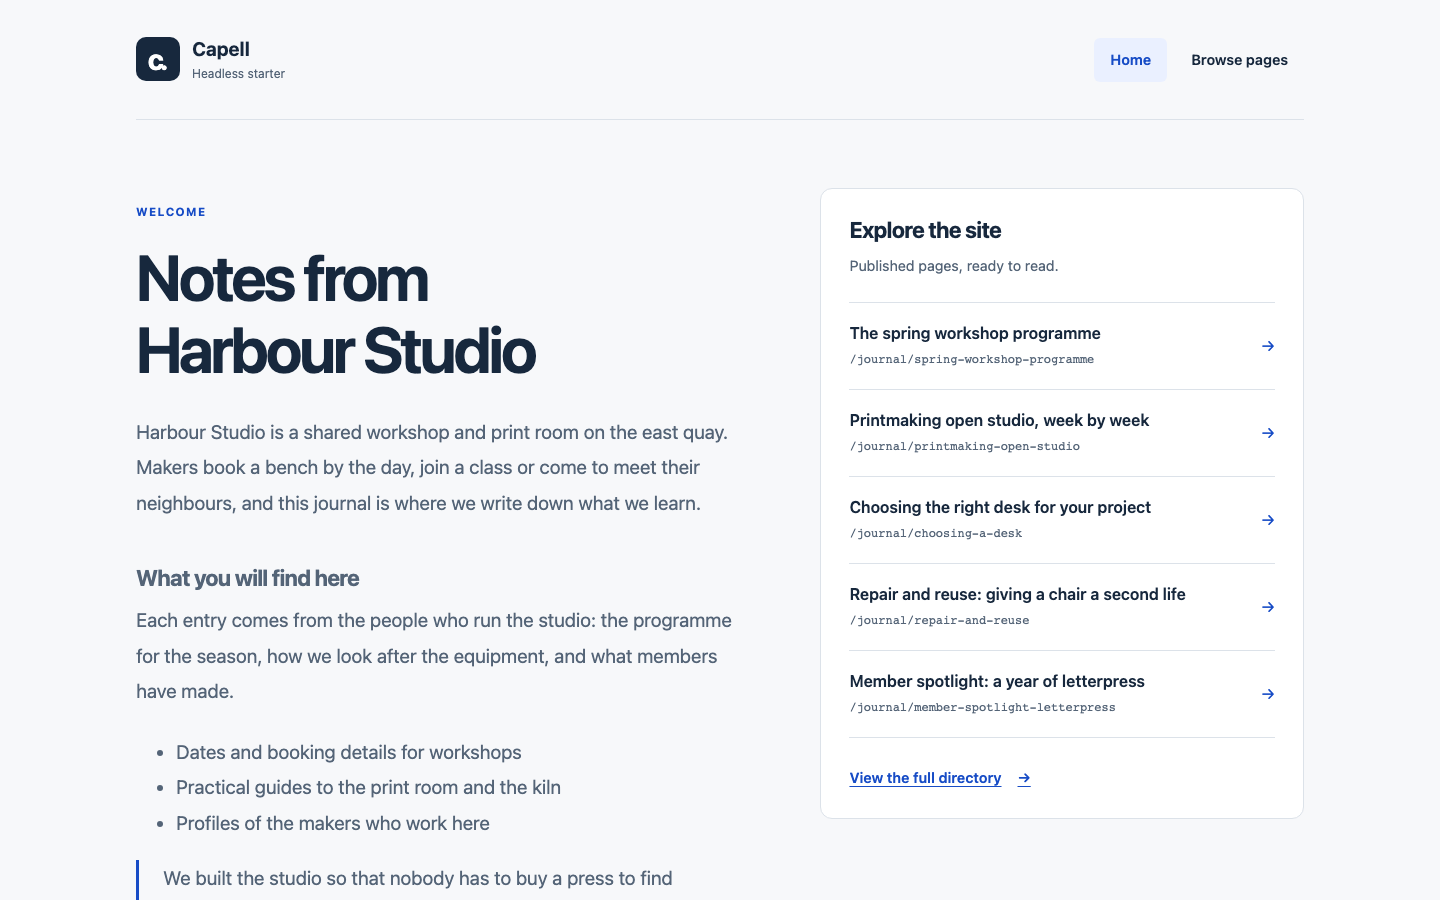 c.
Capell
Headless starter
Home
Browse pages
WELCOME
Notes from
Harbour Studio
Harbour Studio is a shared workshop and print room on the east quay.
Makers book a bench by the day, join a class or come to meet their
neighbours, and this journal is where we write down what we learn.
What you will find here
Each entry comes from the people who run the studio: the programme
for the season, how we look after the equipment, and what members
have made.
• Dates and booking details for workshops
• Practical guides to the print room and the kiln
• Profiles of the makers who work here
We built the studio so that nobody has to buy a press to find
Explore the site
Published pages, ready to read.
The spring workshop programme
/journal/spring-workshop-programme
→
Printmaking open studio, week by week
/journal/printmaking-open-studio
→
Choosing the right desk for your project
/journal/choosing-a-desk
→
Repair and reuse: giving a chair a second life
/journal/repair-and-reuse
→
Member spotlight: a year of letterpress
/journal/member-spotlight-letterpress
→
View the full directory →